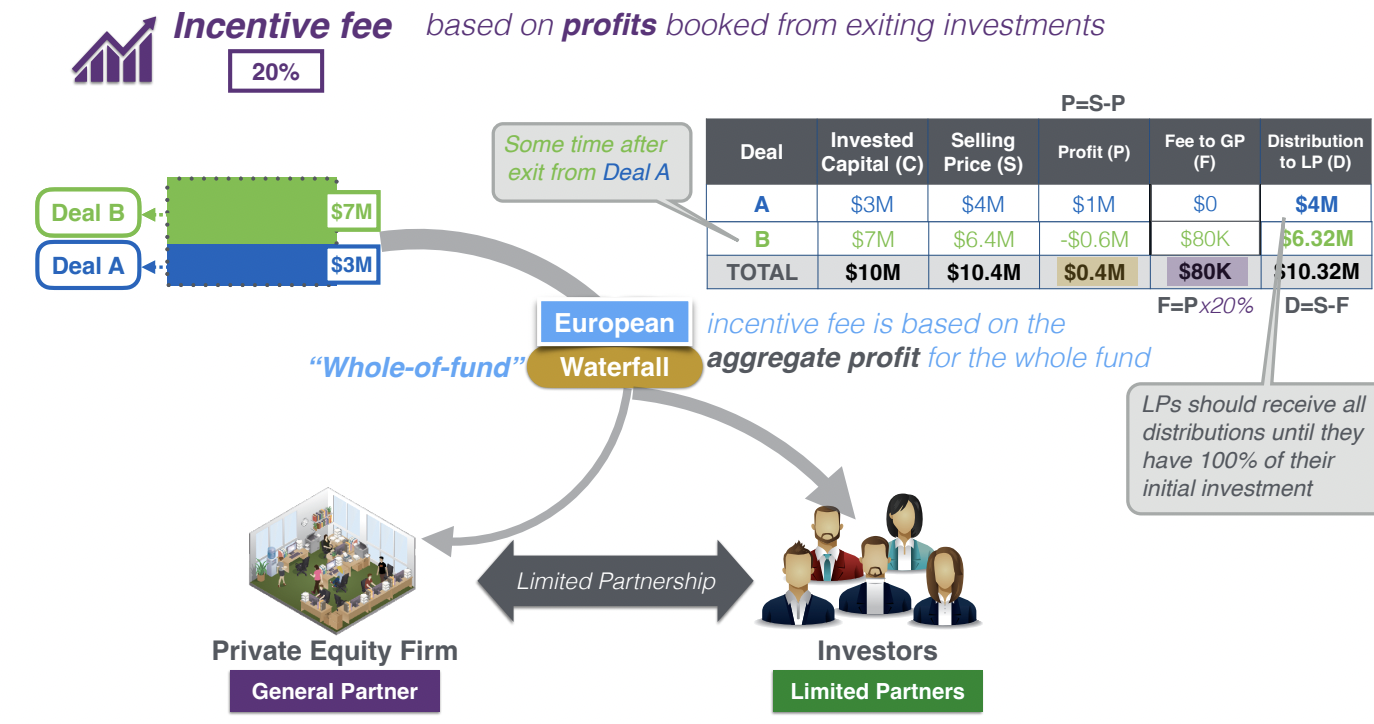 Incentive fee based on profits booked from exiting investments
20%
P=S-P
Some time after
exit from Deal A
Deal Invested Capital (C) Selling Price (S) Profit (P) Fee to GP (F) Distribution to LP (D)
A $3M $4M $1M $0 $4M
B $7M $6.4M -$0.6M $80K $6.32M
TOTAL $10M $10.4M $0.4M $80K $10.32M
F=Px20% D=S-F
Deal B $7M
Deal A $3M
European
Waterfall
“Whole-of-fund”
incentive fee is based on the
aggregate profit for the whole fund
LPs should receive all
distributions until they
have 100% of their
initial investment
Limited Partnership
Private Equity Firm
General Partner
Investors
Limited Partners